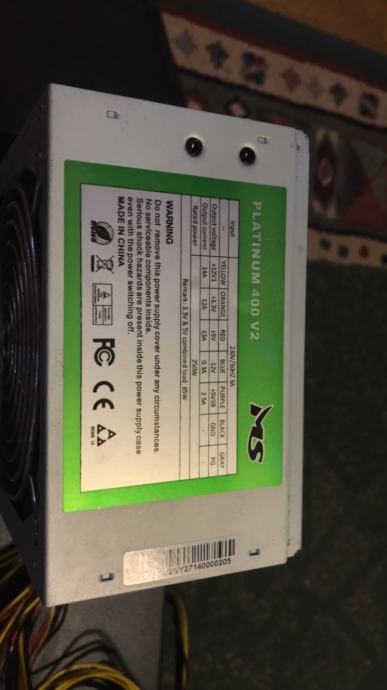 PLATINUM 400 V2
MS
Input 230V/50HZ 3A
-- YELLOW ORANGE RED BLUE PURPLE BLACK GRAY
Output voltage +12V1 +3.3V +5V -12V +5VSB GND PG
Output current 14A 12A 13A 0.3A 2.5A - -
Rated power 250W
Remark: 3.3V & 5V combined load: 85W
WARNING
Do not remove this power supply cover under any circumstances.
No serviceable components inside.
Serious shock hazards are present inside this power supply case
even with the power switching off.
MADE IN CHINA
FC CE